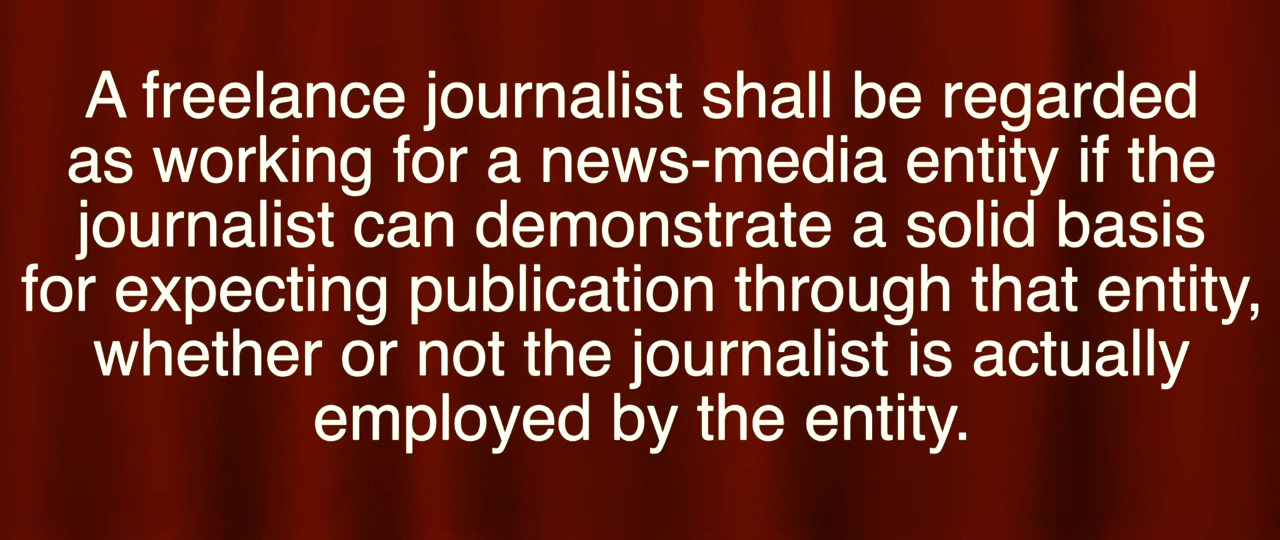 A freelance journalist shall be regarded
as working for a news-media entity if the
journalist can demonstrate a solid basis
for expecting publication through that entity,
whether or not the journalist is actually
employed by the entity.